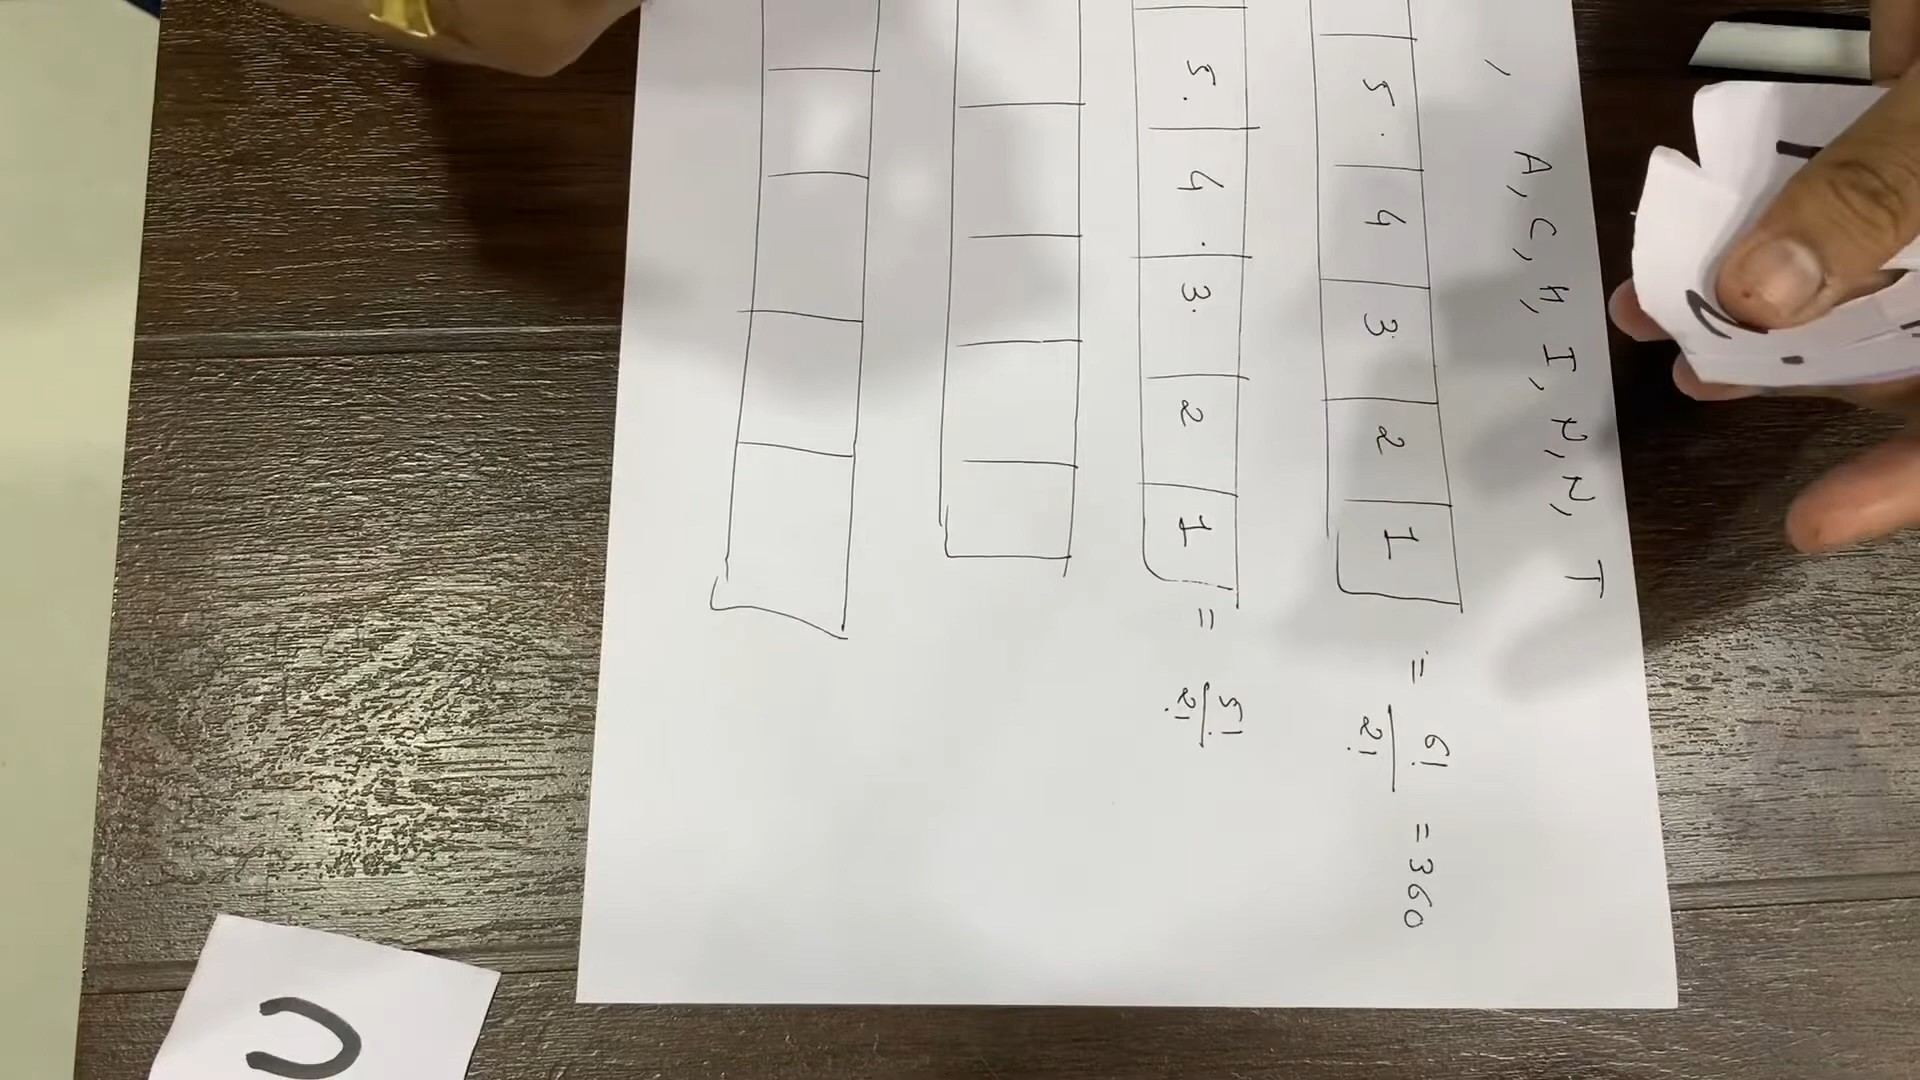 , A, C, H, I, N, N, T
5 . 4 3 2 1 = 6!/2! = 360
5 . 4 . 3 . 2 1 = 5!/2!